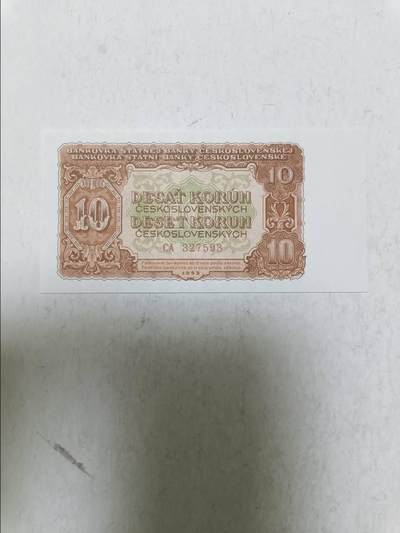 BANKOVKA ŠTÁTNEJ BANKY ČESKOSLOVENSKEJ
BANKOVKA STÁTNÍ BANKY ČESKOSLOVENSKÉ
10
10
DESAŤ KORÚN
ČESKOSLOVENSKÝCH
DESET KORUN
ČESKOSLOVENSKÝCH
CA 327593
10
1953